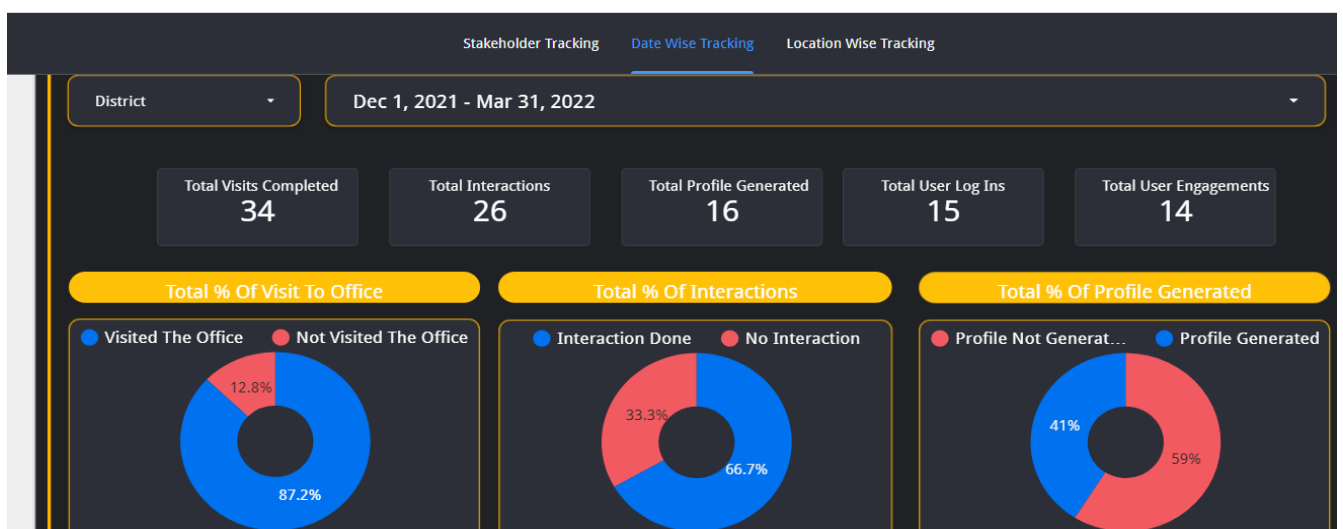 Stakeholder Tracking Date Wise Tracking Location Wise Tracking
District Dec 1, 2021 - Mar 31, 2022
Total Visits Completed
34
Total Interactions
26
Total Profile Generated
16
Total User Log Ins
15
Total User Engagements
14
Total % Of Visit To Office
Visited The Office Not Visited The Office
12.8%
87.2%
Total % Of Interactions
Interaction Done No Interaction
33.3%
66.7%
Total % Of Profile Generated
Profile Not Generat... Profile Generated
41%
59%